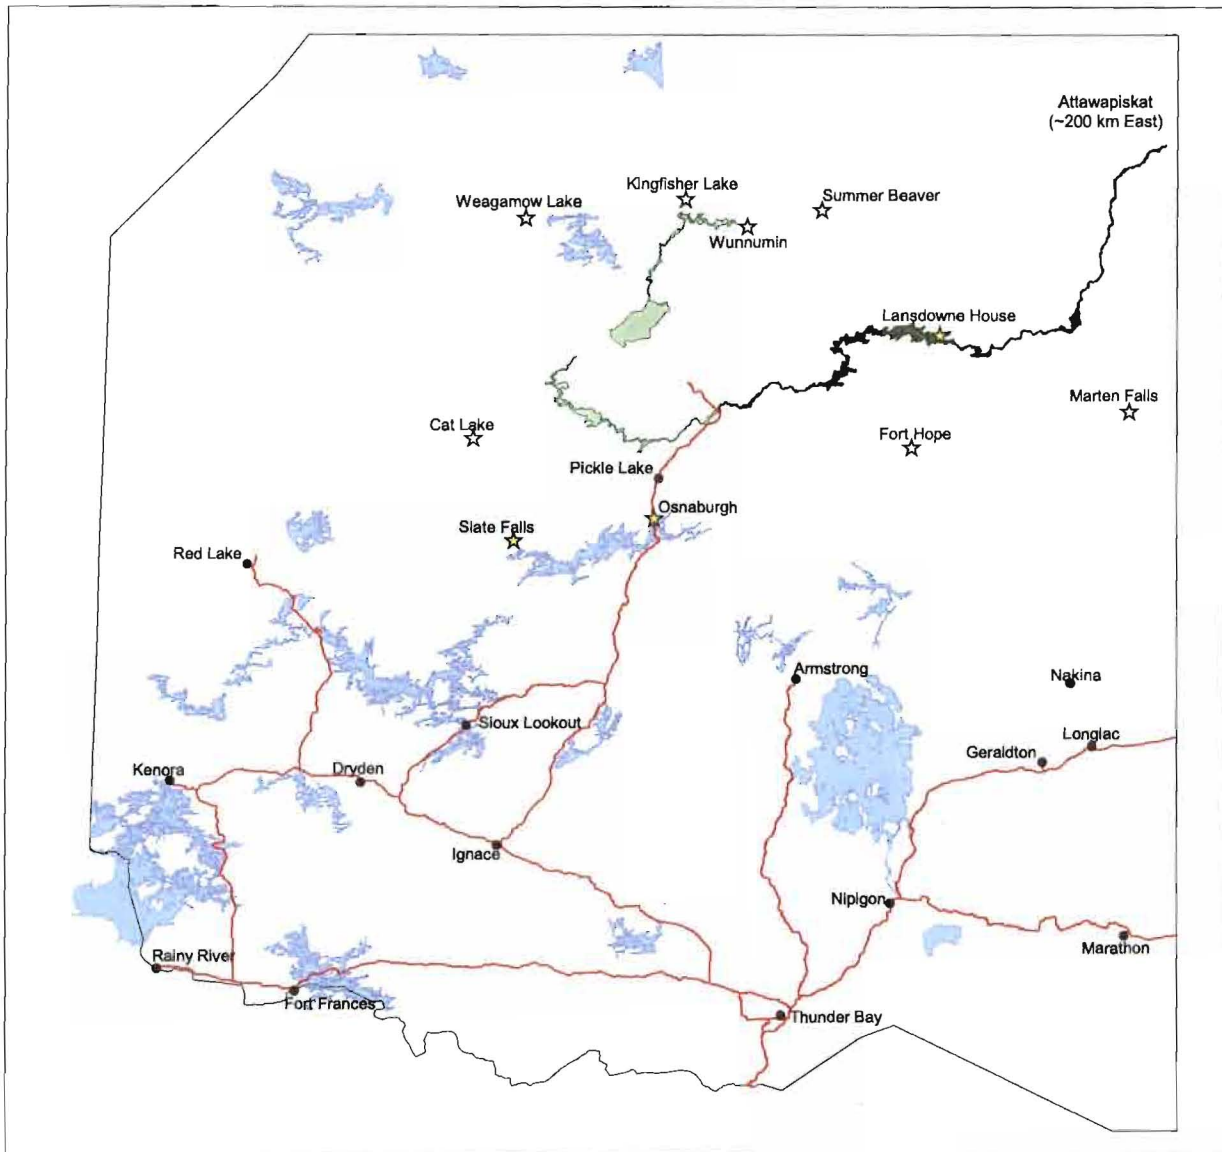 Attawapiskat
(~200 km East)
Kingfisher Lake
Weagamow Lake
Summer Beaver
Wunnumin
Lansdowne House
Marten Falls
Cat Lake
Fort Hope
Pickle Lake
Osnaburgh
Slate Falls
Red Lake
Armstrong
Nakina
Sioux Lookout
Longlac
Geraldton
Kenora
Dryden
Ignace
Nipigon
Marathon
Rainy River
Fort Frances
Thunder Bay